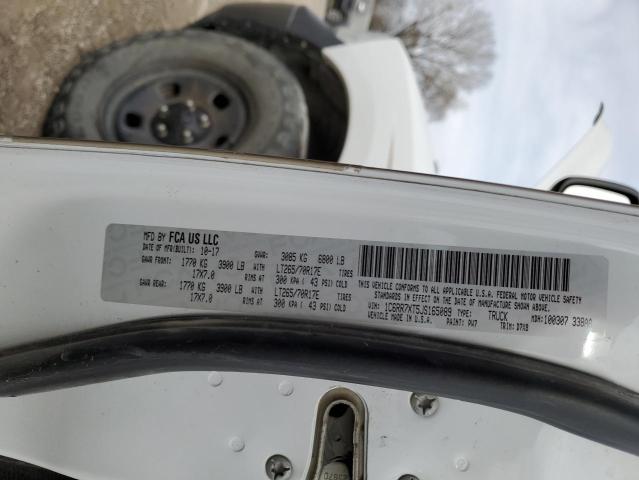 MFD BY FCA US LLC
DATE OF MFR(BUILT): 10-17 GVWR: 3085 KG 6800 LB
GAWR FRONT: 1770 KG 3900 LB WITH LT265/70R17E TIRES
17X7.0 RIMS AT 300 KPA ( 43 PSI) COLD
GAWR REAR: 1770 KG 3900 LB WITH LT265/70R17E TIRES
17X7.0 RIMS AT 300 KPA ( 43 PSI) COLD
THIS VEHICLE CONFORMS TO ALL APPLICABLE U.S.A. FEDERAL MOTOR VEHICLE SAFETY
STANDARDS IN EFFECT ON THE DATE OF MANUFACTURE SHOWN ABOVE.
VIN: 1C6RR7XT5JS165089 TYPE: TRUCK MDH:100307
VEHICLE MADE IN U.S.A. PAINT: PW7 TRIM: